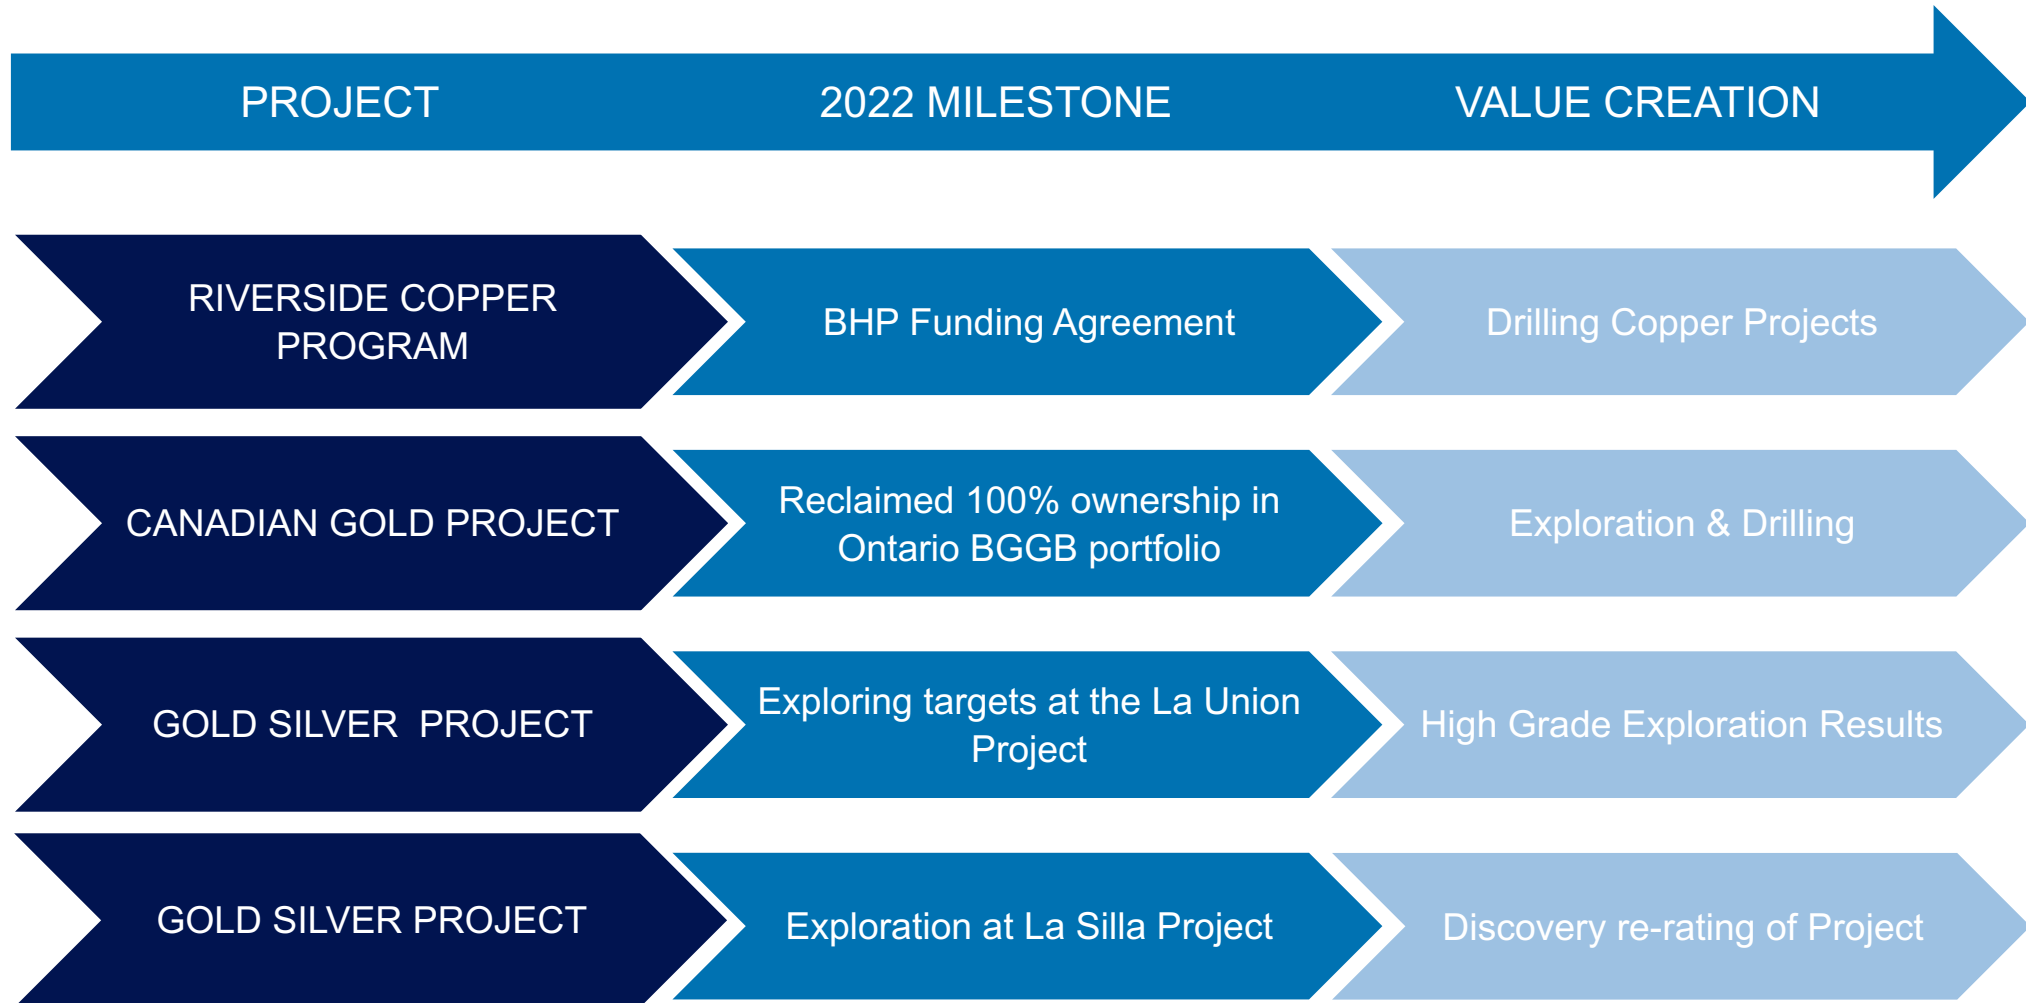 PROJECT
2022 MILESTONE
VALUE CREATION
RIVERSIDE COPPER
PROGRAM
BHP Funding Agreement
Drilling Copper Projects
CANADIAN GOLD PROJECT
Reclaimed 100% ownership in
Ontario BGGB portfolio
Exploration & Drilling
GOLD SILVER  PROJECT
Exploring targets at the La Union
Project
High Grade Exploration Results
GOLD SILVER PROJECT
Exploration at La Silla Project
Discovery re-rating of Project